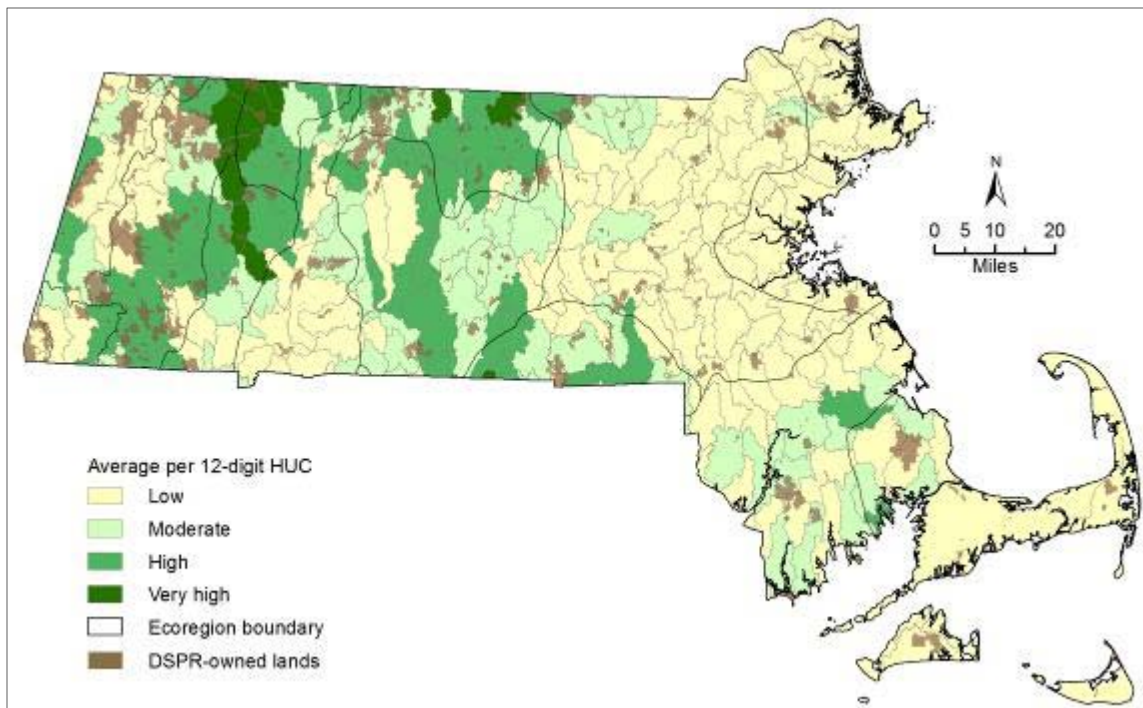 N
0 5 10 20
Miles
Average per 12-digit HUC
Low
Moderate
High
Very high
Ecoregion boundary
DSPR-owned lands